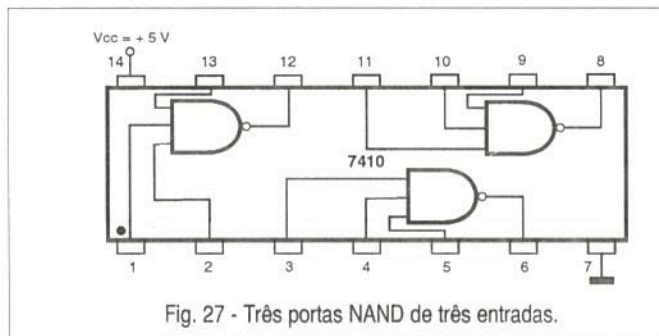 Vcc = + 5 V
14 13 12 11 10 9 8
7410
1 2 3 4 5 6 7
Fig. 27 - Três portas NAND de três entradas.